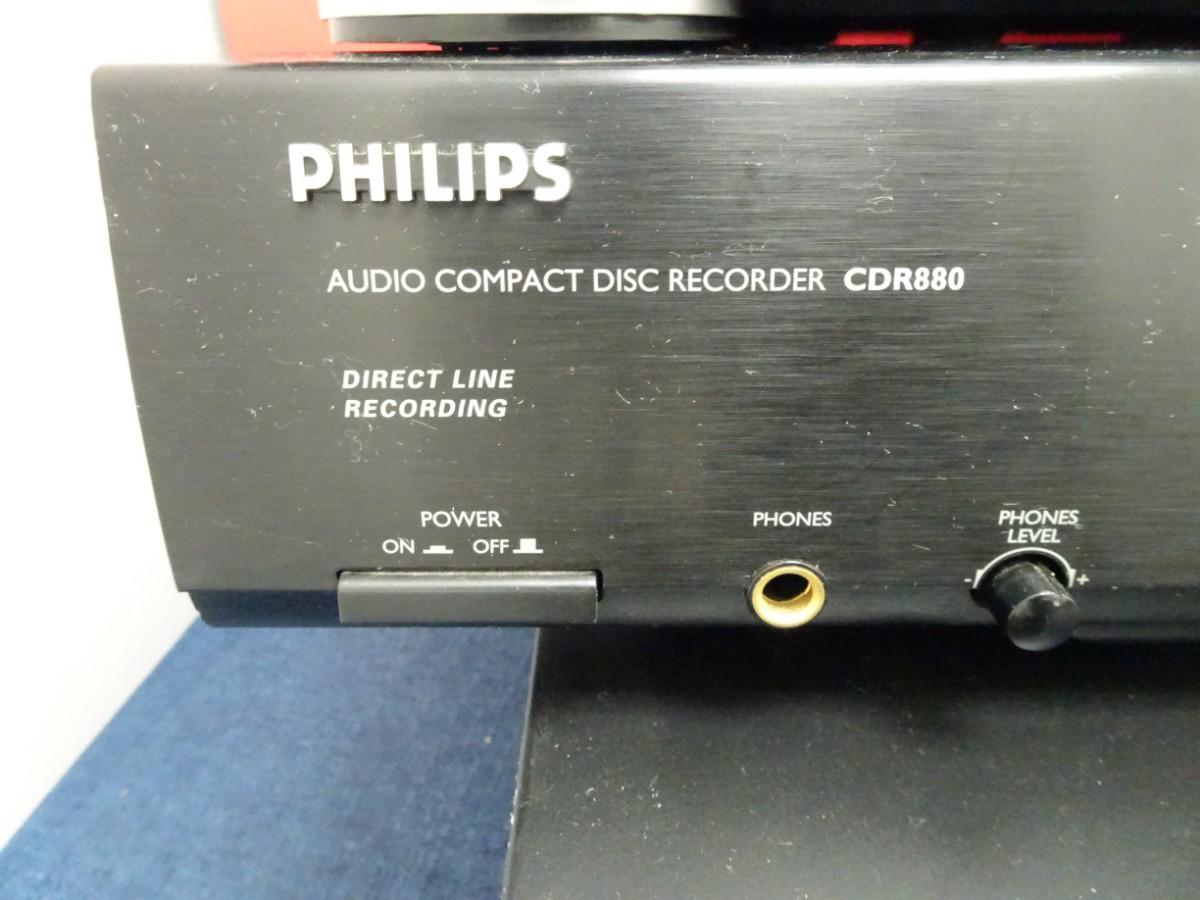 PHILIPS
AUDIO COMPACT DISC RECORDER CDR880
DIRECT LINE
RECORDING
POWER
ON OFF
PHONES
PHONES
LEVEL
- +